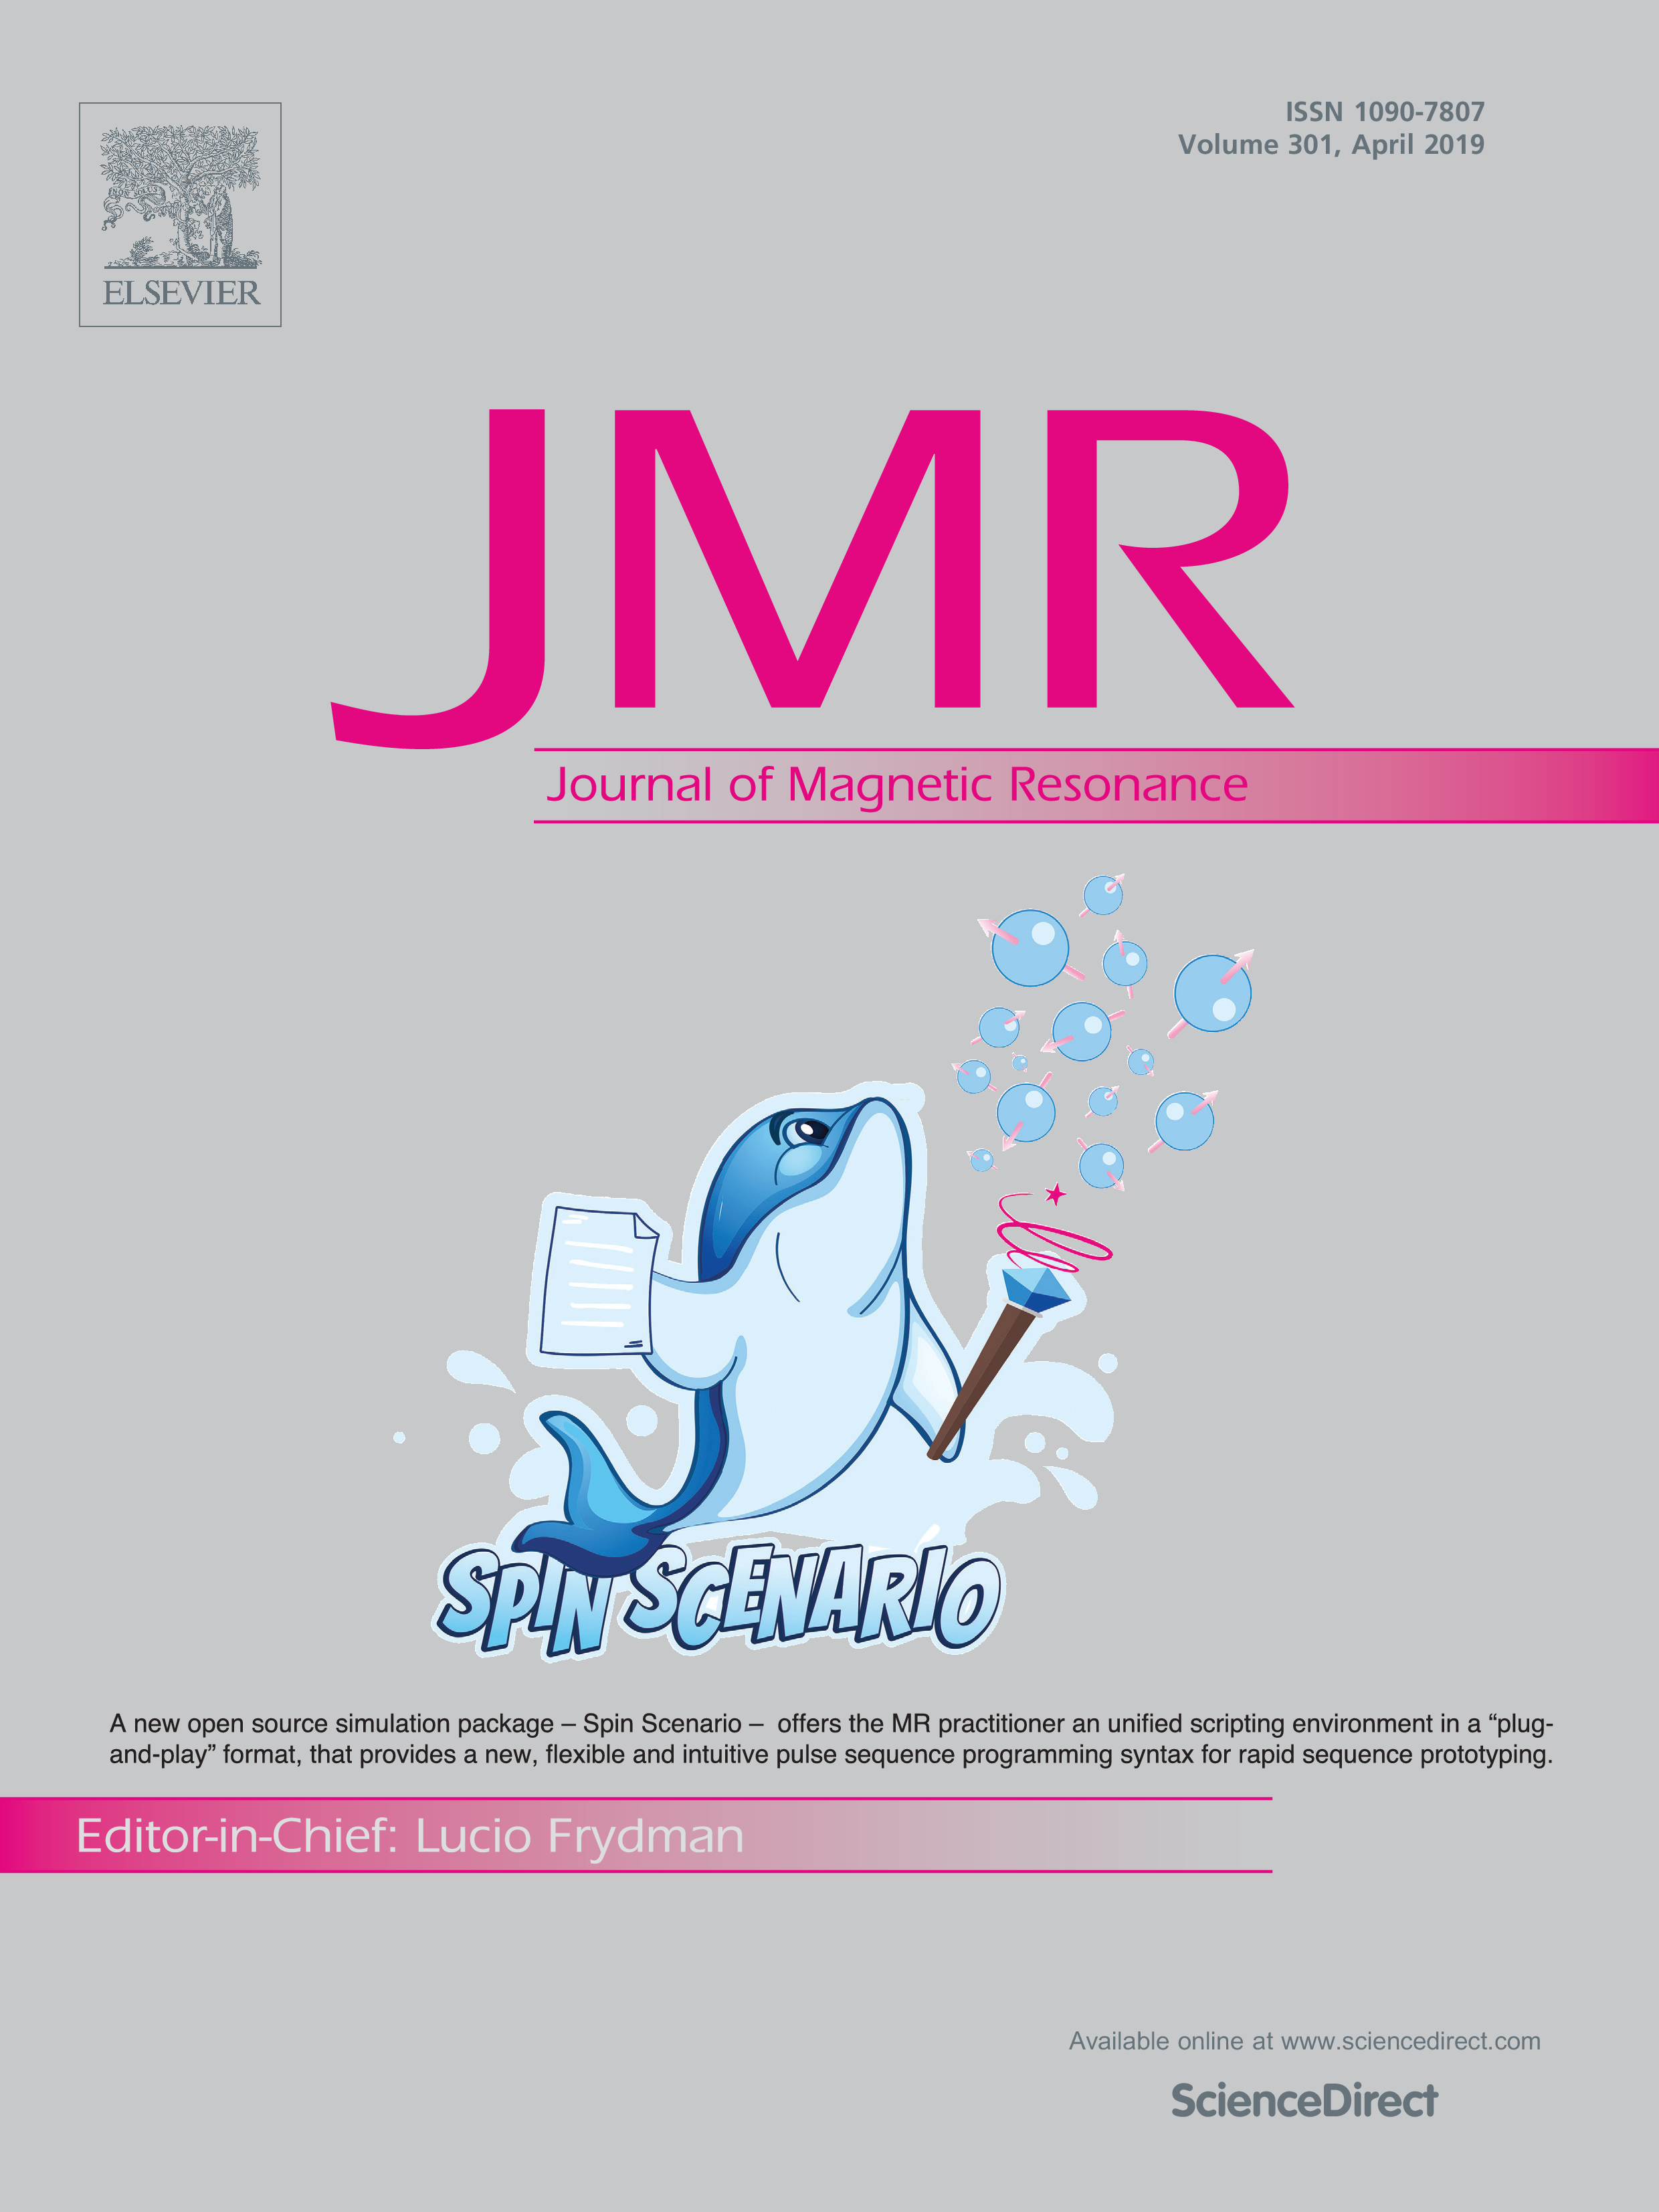 ISSN 1090-7807
Volume 301, April 2019
ELSEVIER
JMR
Journal of Magnetic Resonance
SPIN SCENARIO
A new open source simulation package – Spin Scenario – offers the MR practitioner an unified scripting environment in a “plug-
and-play” format, that provides a new, flexible and intuitive pulse sequence programming syntax for rapid sequence prototyping.
Editor-in-Chief: Lucio Frydman
Available online at www.sciencedirect.com
ScienceDirect